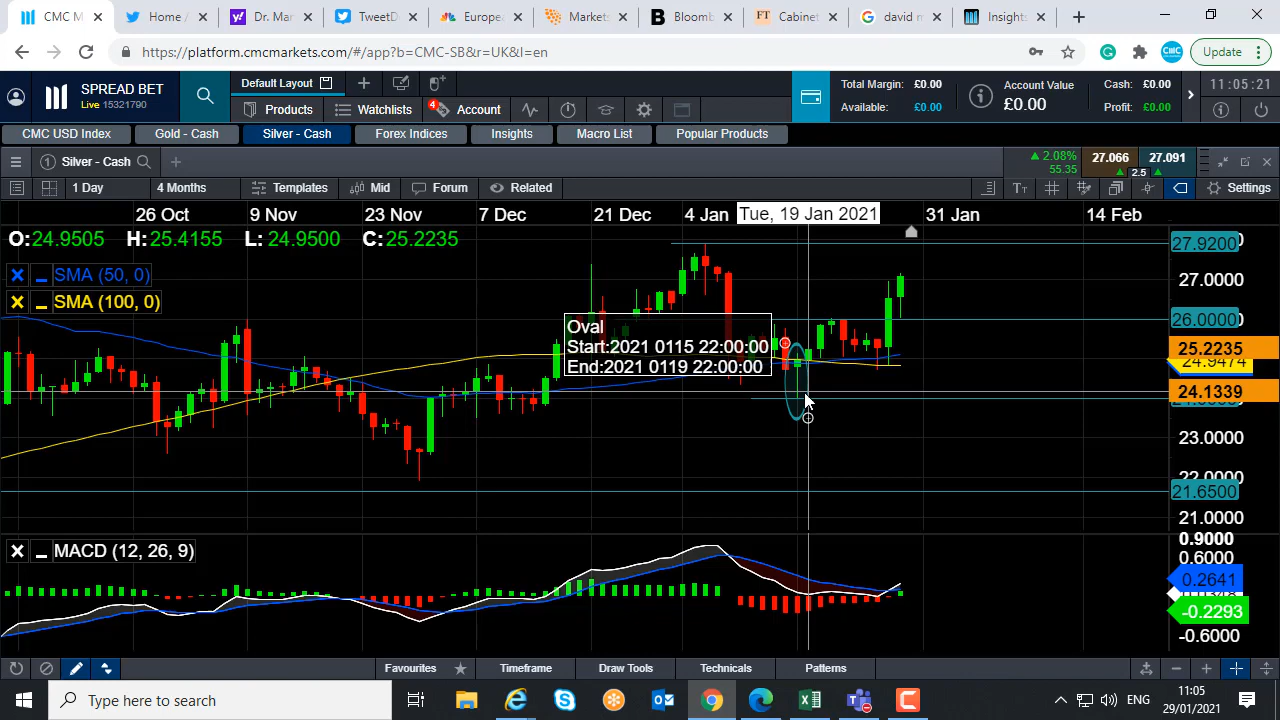 CMC M
Home /
Dr. Mar
TweetD
Europe
Markets
Bloomb
Cabinet
david n
Insights
https://platform.cmcmarkets.com/#/app?b=CMC-SB&r=UK&l=en
Update
SPREAD BET
Live 15321790
Default Layout
Products
Watchlists
4
Account
Total Margin: £0.00
Available: £0.00
Account Value
£0.00
Cash: £0.00
Profit: £0.00
11:05:21
CMC USD Index
Gold - Cash
Silver - Cash
Forex Indices
Insights
Macro List
Popular Products
1 Silver - Cash
2.08%
55.35
27.066
2.5
27.091
1 Day
4 Months
Templates
Mid
Forum
Related
Settings
26 Oct
9 Nov
23 Nov
7 Dec
21 Dec
4 Jan
Tue, 19 Jan 2021
31 Jan
14 Feb
O:24.9505 H:25.4155 L:24.9500 C:25.2235
SMA (50, 0)
SMA (100, 0)
27.9200
27.0000
26.0000
25.2235
24.9474
24.1339
23.0000
22.0000
21.6500
21.0000
Oval
Start:2021 0115 22:00:00
End:2021 0119 22:00:00
MACD (12, 26, 9)
0.9000
0.6000
0.2641
-0.2293
-0.6000
Favourites
Timeframe
Draw Tools
Technicals
Patterns
Type here to search
ENG
11:05
29/01/2021